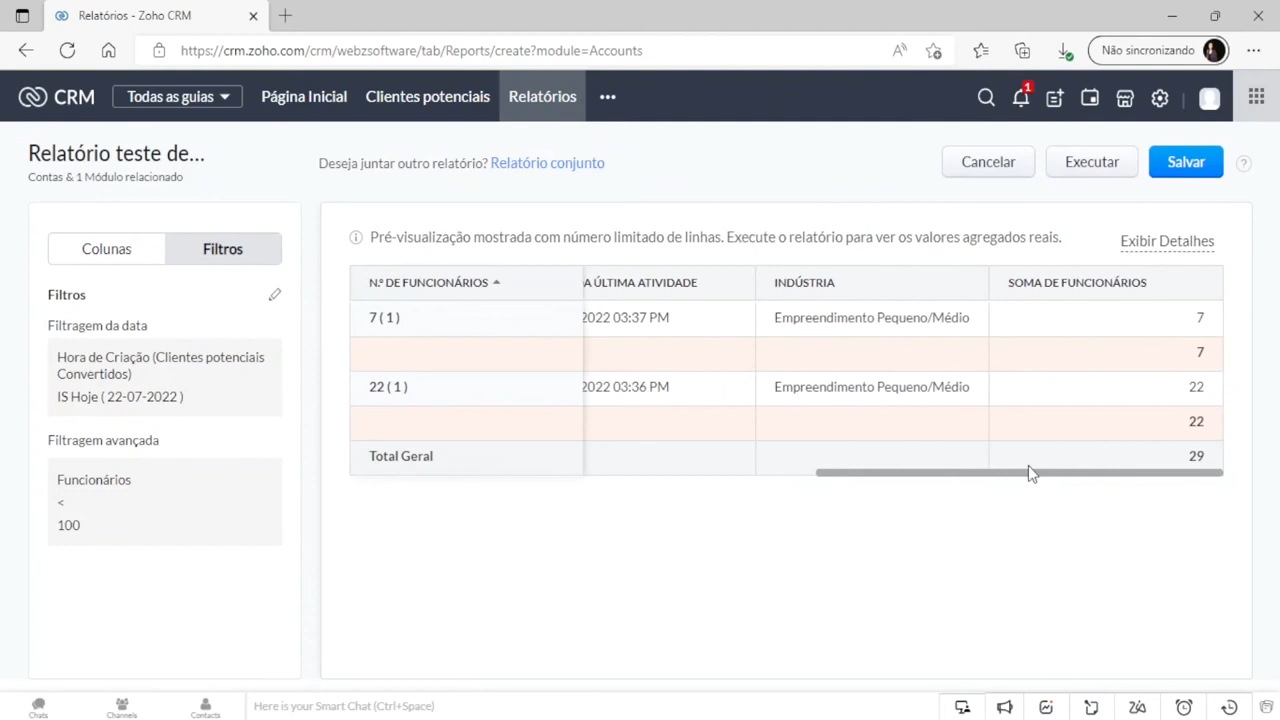 Relatórios - Zoho CRM
https://crm.zoho.com/crm/webzsoftware/tab/Reports/create?module=Accounts
Não sincronizando
CRM
Todas as guias
Página Inicial
Clientes potenciais
Relatórios
1
Relatório teste de...
Contas & 1 Módulo relacionado
Deseja juntar outro relatório? Relatório conjunto
Cancelar
Executar
Salvar
?
Colunas
Filtros
Filtros
Filtragem da data
Hora de Criação (Clientes potenciais
Convertidos)
IS Hoje ( 22-07-2022 )
Filtragem avançada
Funcionários
<
100
Pré-visualização mostrada com número limitado de linhas. Execute o relatório para ver os valores agregados reais.
Exibir Detalhes
N.º DE FUNCIONÁRIOS A ÚLTIMA ATIVIDADE INDÚSTRIA SOMA DE FUNCIONÁRIOS
7 ( 1 ) 2022 03:37 PM Empreendimento Pequeno/Médio 7
7
22 ( 1 ) 2022 03:36 PM Empreendimento Pequeno/Médio 22
22
Total Geral 29
Chats
Channels
Contacts
Here is your Smart Chat (Ctrl+Space)